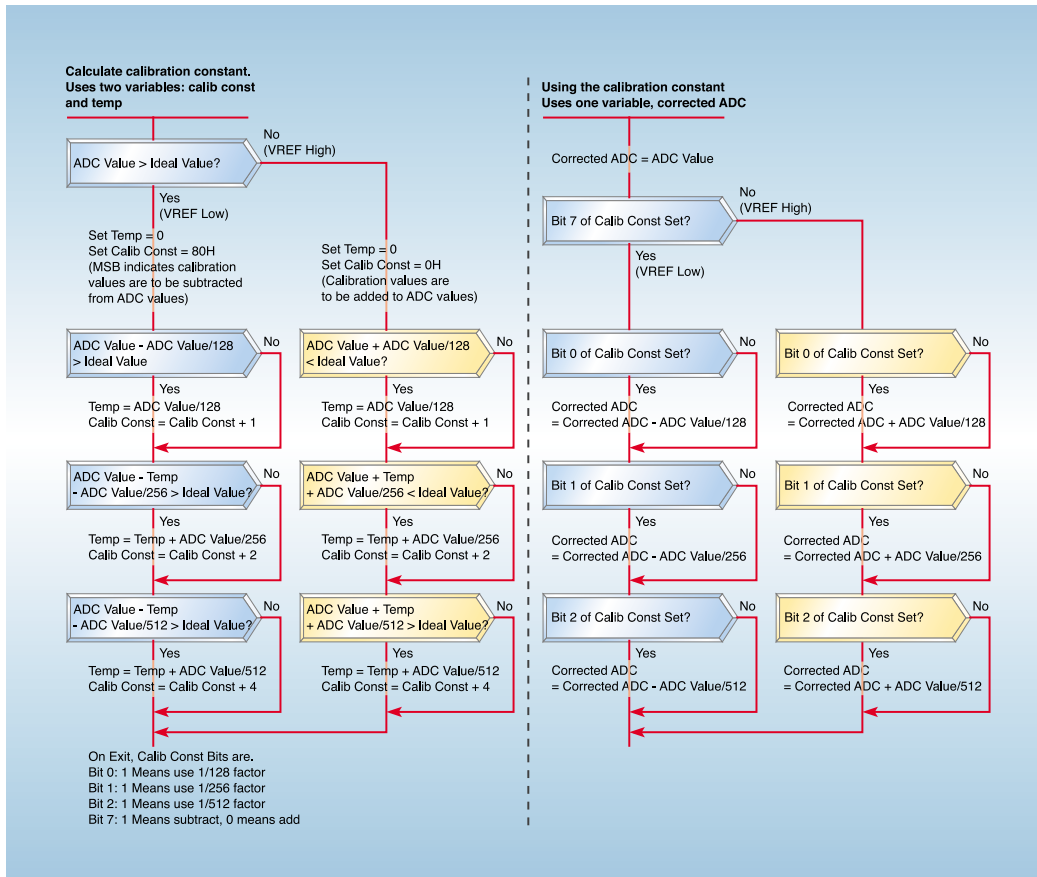 Calculate calibration constant.
Uses two variables: calib const
and temp
ADC Value > Ideal Value?
No
(VREF High)
Yes
(VREF Low)
Set Temp = 0
Set Calib Const = 80H
(MSB indicates calibration
values are to be subtracted
from ADC values)
Set Temp = 0
Set Calib Const = 0H
(Calibration values are
to be added to ADC values)
ADC Value - ADC Value/128
> Ideal Value
No
Yes
Temp = ADC Value/128
Calib Const = Calib Const + 1
ADC Value + ADC Value/128
< Ideal Value?
No
Yes
Temp = ADC Value/128
Calib Const = Calib Const + 1
ADC Value - Temp
- ADC Value/256 > Ideal Value?
No
Yes
Temp = Temp + ADC Value/256
Calib Const = Calib Const + 2
ADC Value + Temp
+ ADC Value/256 < Ideal Value?
No
Yes
Temp = Temp + ADC Value/256
Calib Const = Calib Const + 2
ADC Value - Temp
- ADC Value/512 > Ideal Value?
No
Yes
Temp = Temp + ADC Value/512
Calib Const = Calib Const + 4
ADC Value + Temp
+ ADC Value/512 > Ideal Value?
No
Yes
Temp = Temp + ADC Value/512
Calib Const = Calib Const + 4
On Exit, Calib Const Bits are.
Bit 0: 1 Means use 1/128 factor
Bit 1: 1 Means use 1/256 factor
Bit 2: 1 Means use 1/512 factor
Bit 7: 1 Means subtract, 0 means add
Using the calibration constant
Uses one variable, corrected ADC
Corrected ADC = ADC Value
Bit 7 of Calib Const Set?
No
(VREF High)
Yes
(VREF Low)
Bit 0 of Calib Const Set?
No
Yes
Corrected ADC
= Corrected ADC - ADC Value/128
Bit 0 of Calib Const Set?
No
Yes
Corrected ADC
= Corrected ADC + ADC Value/128
Bit 1 of Calib Const Set?
No
Yes
Corrected ADC
= Corrected ADC - ADC Value/256
Bit 1 of Calib Const Set?
No
Yes
Corrected ADC
= Corrected ADC + ADC Value/256
Bit 2 of Calib Const Set?
No
Yes
Corrected ADC
= Corrected ADC - ADC Value/512
Bit 2 of Calib Const Set?
No
Yes
Corrected ADC
= Corrected ADC + ADC Value/512